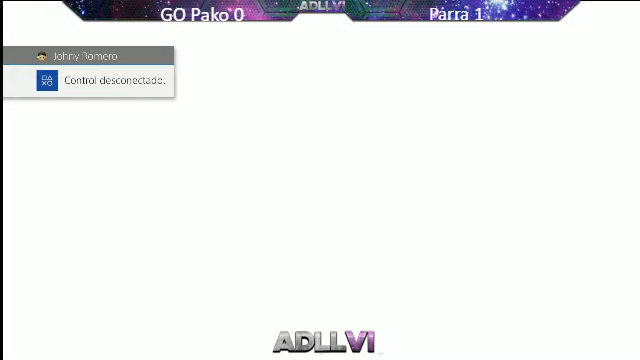 GO Pako 0
ADLLVI
Parra 1
Johny Romero
Control desconectado.
ADLLVI